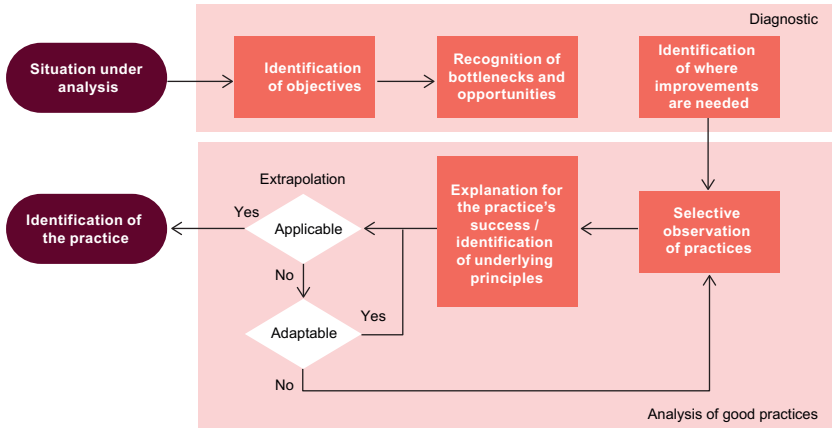 Diagnostic
Situation under
analysis
Identification
of objectives
Recognition of
bottlenecks and
opportunities
Identification
of where
improvements
are needed
Extrapolation
Identification of
the practice
Yes
Applicable
Explanation for
the practice's
success /
identification
of underlying
principles
Selective
observation
of practices
No
Yes
Adaptable
No
Analysis of good practices